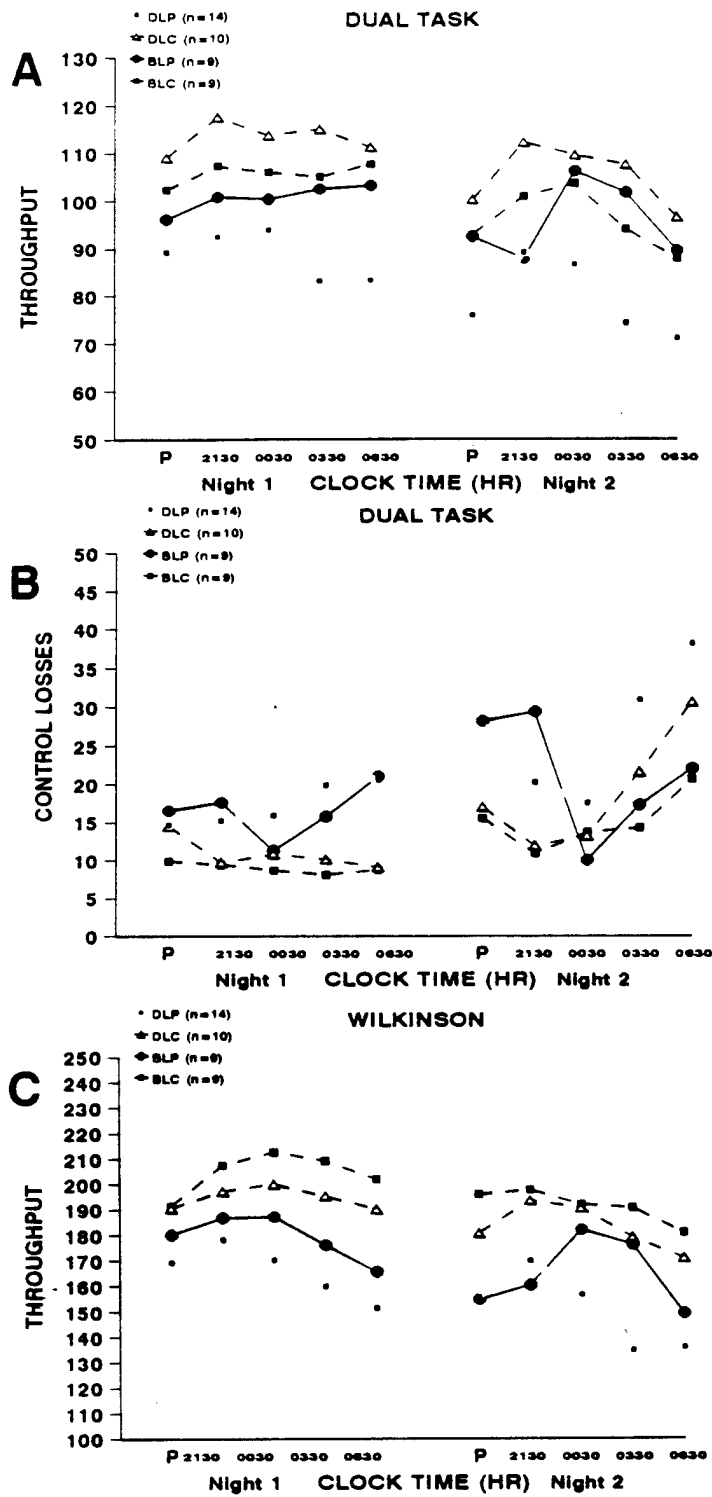 DLP (n=14)
DLC (n=10)
BLP (n=9)
BLC (n=9)
DUAL TASK
A
130
120
110
100
90
80
70
60
50
THROUGHPUT
P 2130 0030 0330 0630 P 2130 0030 0330 0630
Night 1 CLOCK TIME (HR) Night 2
DLP (n=14)
DLC (n=10)
BLP (n=9)
BLC (n=9)
DUAL TASK
B
50
45
40
35
30
25
20
15
10
5
0
CONTROL LOSSES
P 2130 0030 0330 0630 P 2130 0030 0330 0630
Night 1 CLOCK TIME (HR) Night 2
DLP (n=14)
DLC (n=10)
BLP (n=9)
BLC (n=9)
WILKINSON
C
250
240
230
220
210
200
190
180
170
160
150
140
130
120
110
100
THROUGHPUT
P 2130 0030 0330 0630 P 2130 0030 0330 0630
Night 1 CLOCK TIME (HR) Night 2